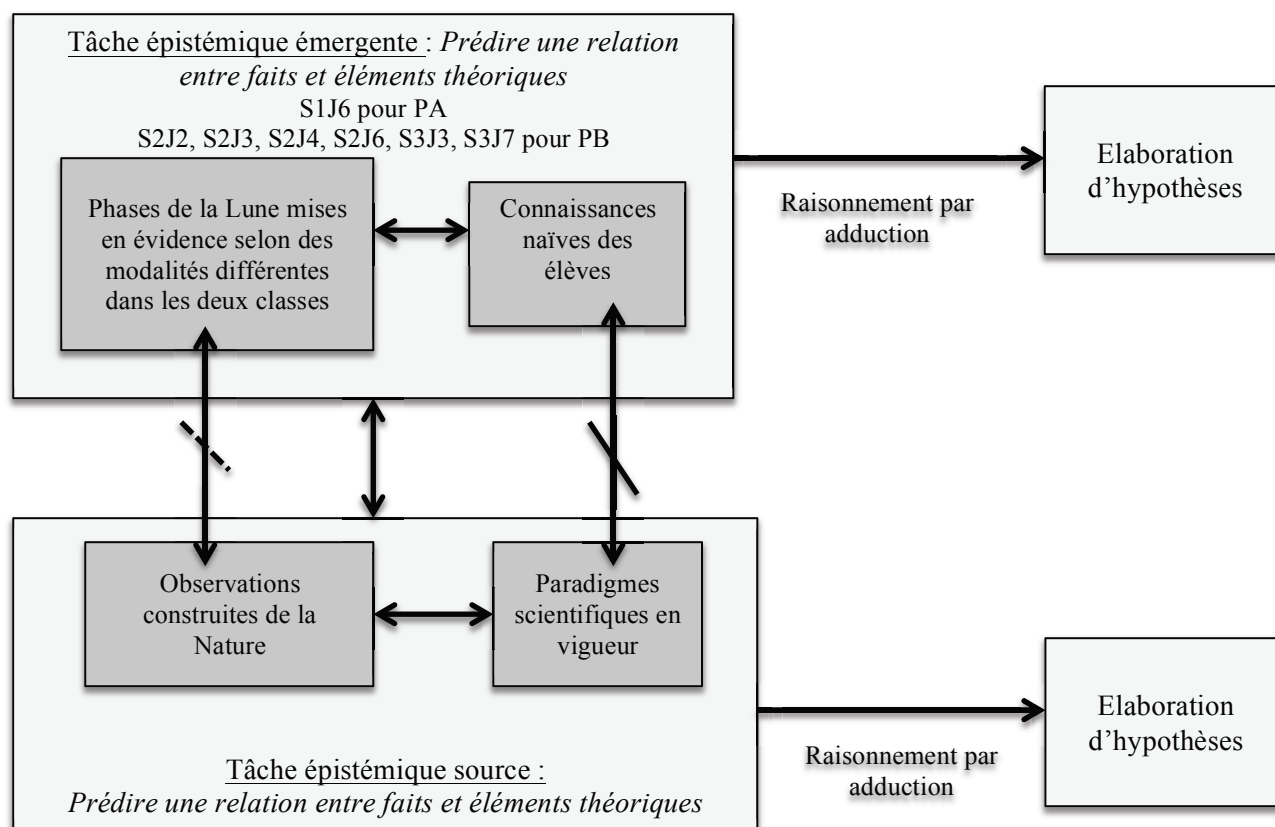 Tâche épistémique émergente : Prédire une relation
entre faits et éléments théoriques
S1J6 pour PA
S2J2, S2J3, S2J4, S2J6, S3J3, S3J7 pour PB
Phases de la Lune mises
en évidence selon des
modalités différentes
dans les deux classes
Connaissances
naïves des
élèves
Raisonnement par
adduction
Elaboration
d’hypothèses
Observations
construites de la
Nature
Paradigmes
scientifiques en
vigueur
Tâche épistémique source :
Prédire une relation entre faits et éléments théoriques
Raisonnement par
adduction
Elaboration
d’hypothèses